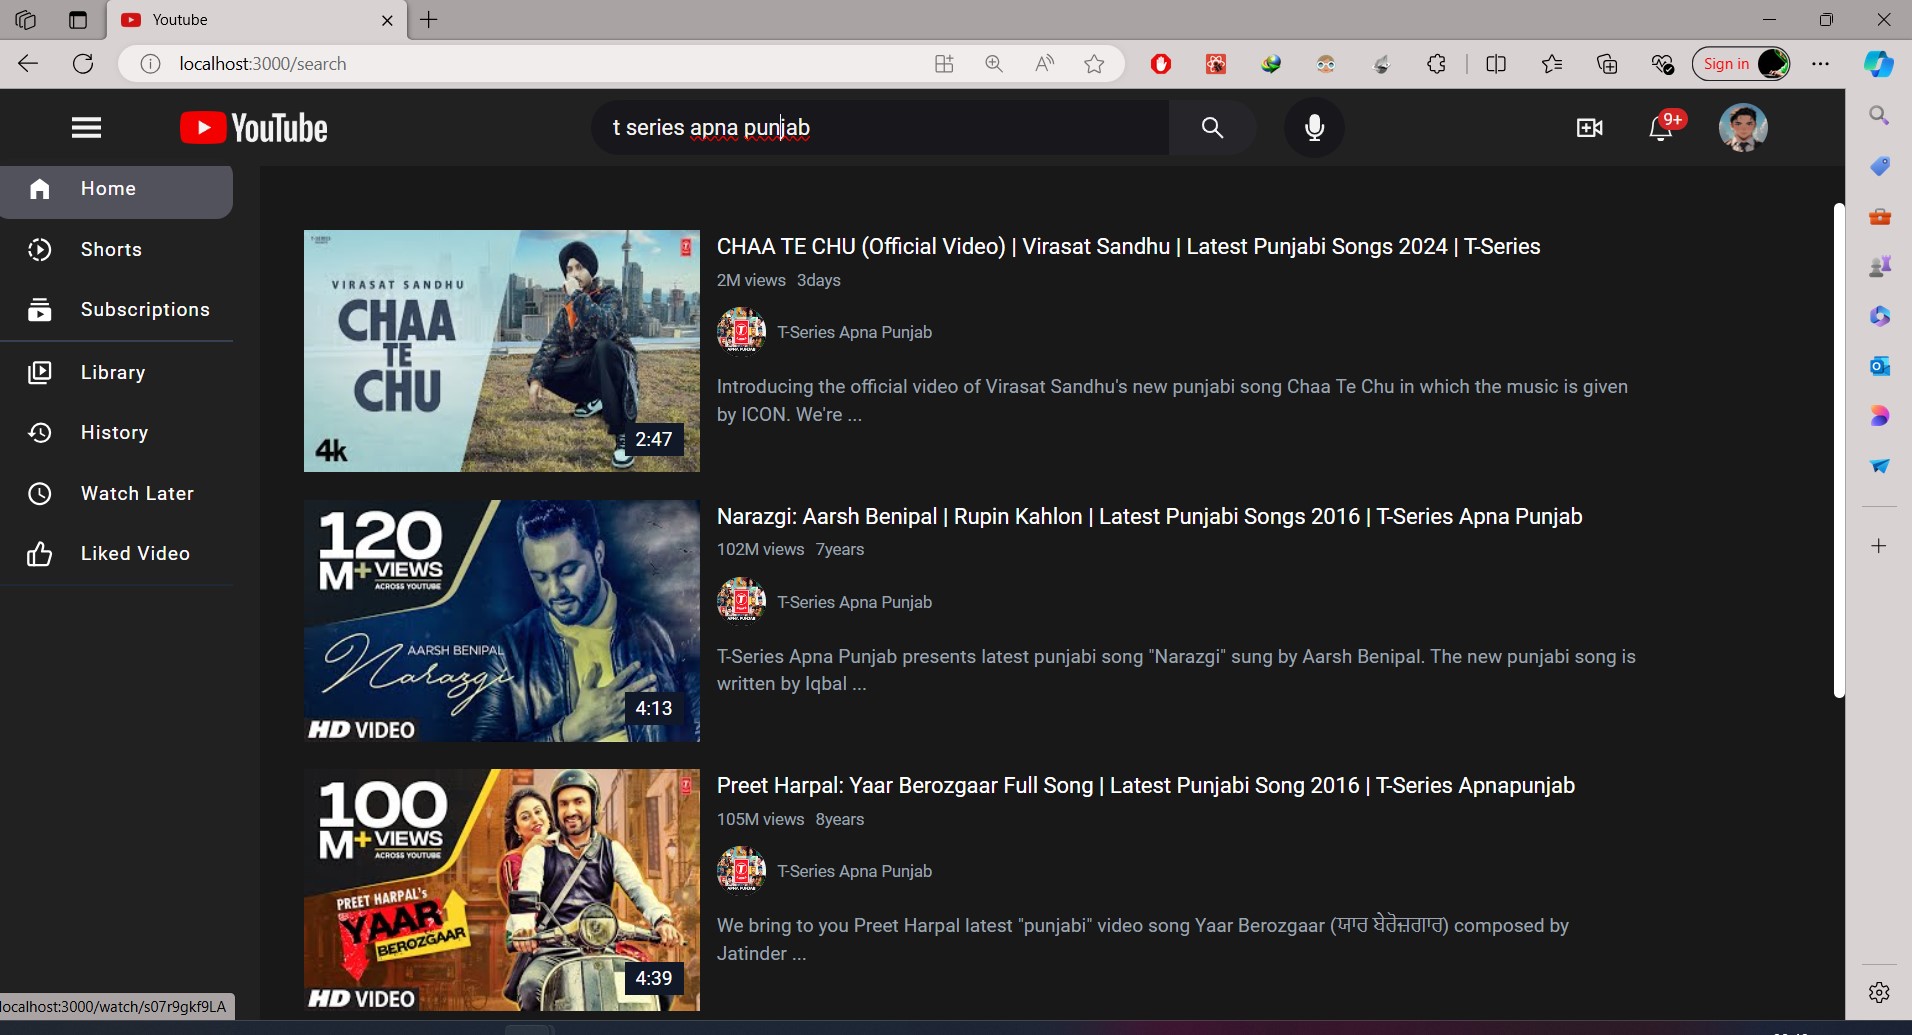 Youtube
localhost:3000/search
Sign in
YouTube
t series apna punjab
9+
Home
Shorts
Subscriptions
Library
History
Watch Later
Liked Video
VIRASAT SANDHU
CHAA
TE
CHU
4k
2:47
CHAA TE CHU (Official Video) | Virasat Sandhu | Latest Punjabi Songs 2024 | T-Series
2M views 3days
T-Series Apna Punjab
Introducing the official video of Virasat Sandhu's new punjabi song Chaa Te Chu in which the music is given
by ICON. We're ...
120
M+ VIEWS
ACROSS YOUTUBE
AARSH BENIPAL
Narazgi
HD VIDEO
4:13
Narazgi: Aarsh Benipal | Rupin Kahlon | Latest Punjabi Songs 2016 | T-Series Apna Punjab
102M views 7years
T-Series Apna Punjab
T-Series Apna Punjab presents latest punjabi song "Narazgi" sung by Aarsh Benipal. The new punjabi song is
written by Iqbal ...
100
M+ VIEWS
ACROSS YOUTUBE
PREET HARPAL's
YAAR
BEROZGAAR
HD VIDEO
4:39
Preet Harpal: Yaar Berozgaar Full Song | Latest Punjabi Song 2016 | T-Series Apnapunjab
105M views 8years
T-Series Apna Punjab
We bring to you Preet Harpal latest "punjabi" video song Yaar Berozgaar (ਯਾਰ ਬੇਰੋਜ਼ਗਾਰ) composed by
Jatinder ...
localhost:3000/watch/s07r9gkf9LA